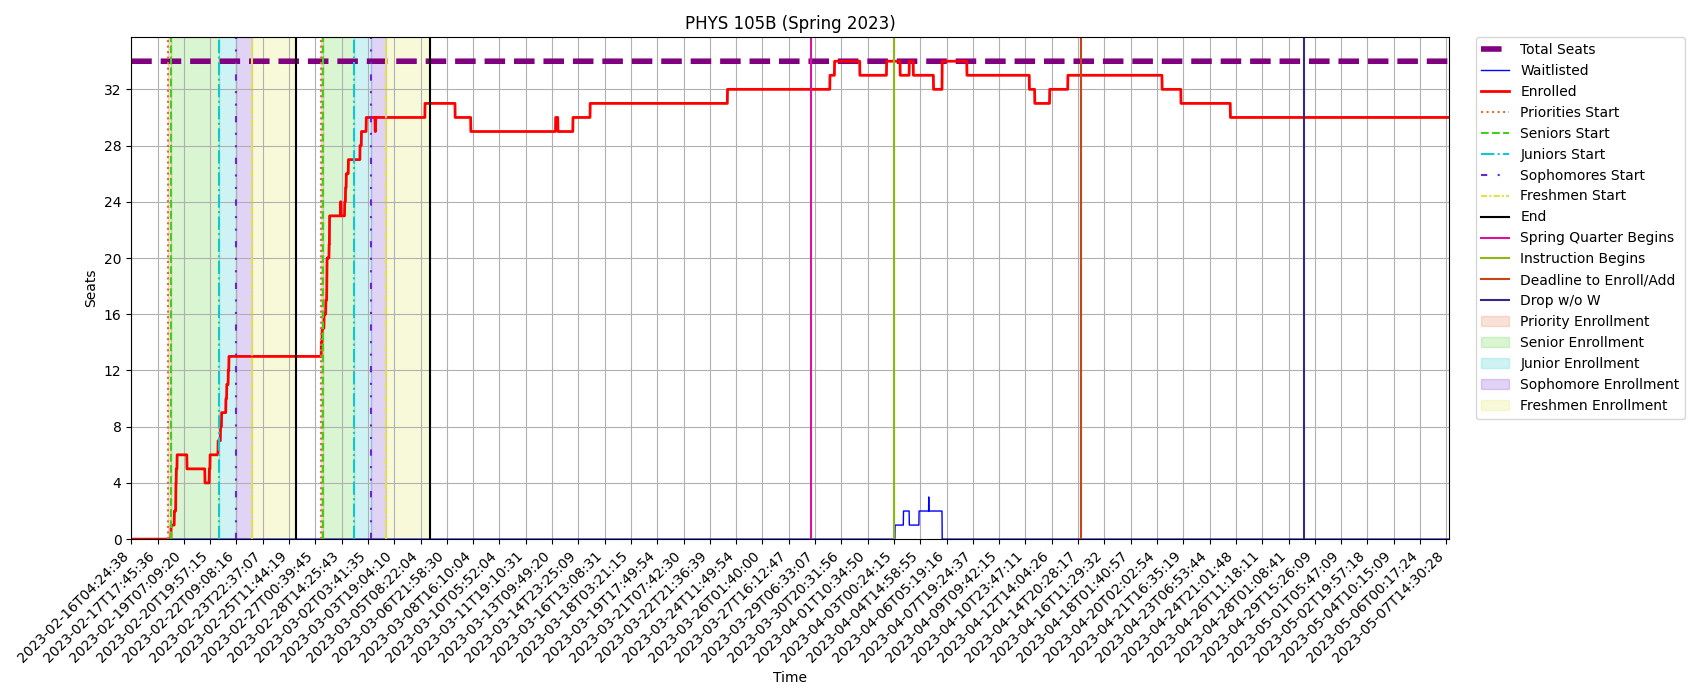 PHYS 105B (Spring 2023)
Seats
32
28
24
20
16
12
8
4
0
2023-02-16T04:24:38
2023-02-17T17:45:36
2023-02-19T07:09:20
2023-02-20T19:57:15
2023-02-22T09:08:16
2023-02-23T22:37:07
2023-02-25T11:44:19
2023-02-27T00:39:45
2023-02-28T14:25:43
2023-03-02T03:41:35
2023-03-03T19:04:10
2023-03-05T08:22:04
2023-03-06T21:58:30
2023-03-08T16:10:04
2023-03-10T05:52:04
2023-03-11T19:10:31
2023-03-13T09:49:20
2023-03-14T23:25:09
2023-03-16T13:08:31
2023-03-18T03:21:15
2023-03-19T17:49:54
2023-03-21T07:42:30
2023-03-22T21:36:39
2023-03-24T11:49:54
2023-03-26T01:40:00
2023-03-27T16:12:47
2023-03-29T06:33:07
2023-03-30T20:31:56
2023-04-01T10:34:50
2023-04-03T00:24:15
2023-04-04T14:58:55
2023-04-06T05:19:16
2023-04-07T19:24:37
2023-04-09T09:42:15
2023-04-10T23:47:11
2023-04-12T14:04:26
2023-04-14T20:28:17
2023-04-16T11:29:32
2023-04-18T01:40:57
2023-04-20T02:02:54
2023-04-21T16:35:19
2023-04-23T06:53:44
2023-04-24T21:01:48
2023-04-26T11:18:11
2023-04-28T01:08:41
2023-04-29T15:26:09
2023-05-01T05:47:09
2023-05-02T19:57:18
2023-05-04T10:15:09
2023-05-06T00:17:24
2023-05-07T14:30:28
Time
Total Seats
Waitlisted
Enrolled
Priorities Start
Seniors Start
Juniors Start
Sophomores Start
Freshmen Start
End
Spring Quarter Begins
Instruction Begins
Deadline to Enroll/Add
Drop w/o W
Priority Enrollment
Senior Enrollment
Junior Enrollment
Sophomore Enrollment
Freshmen Enrollment